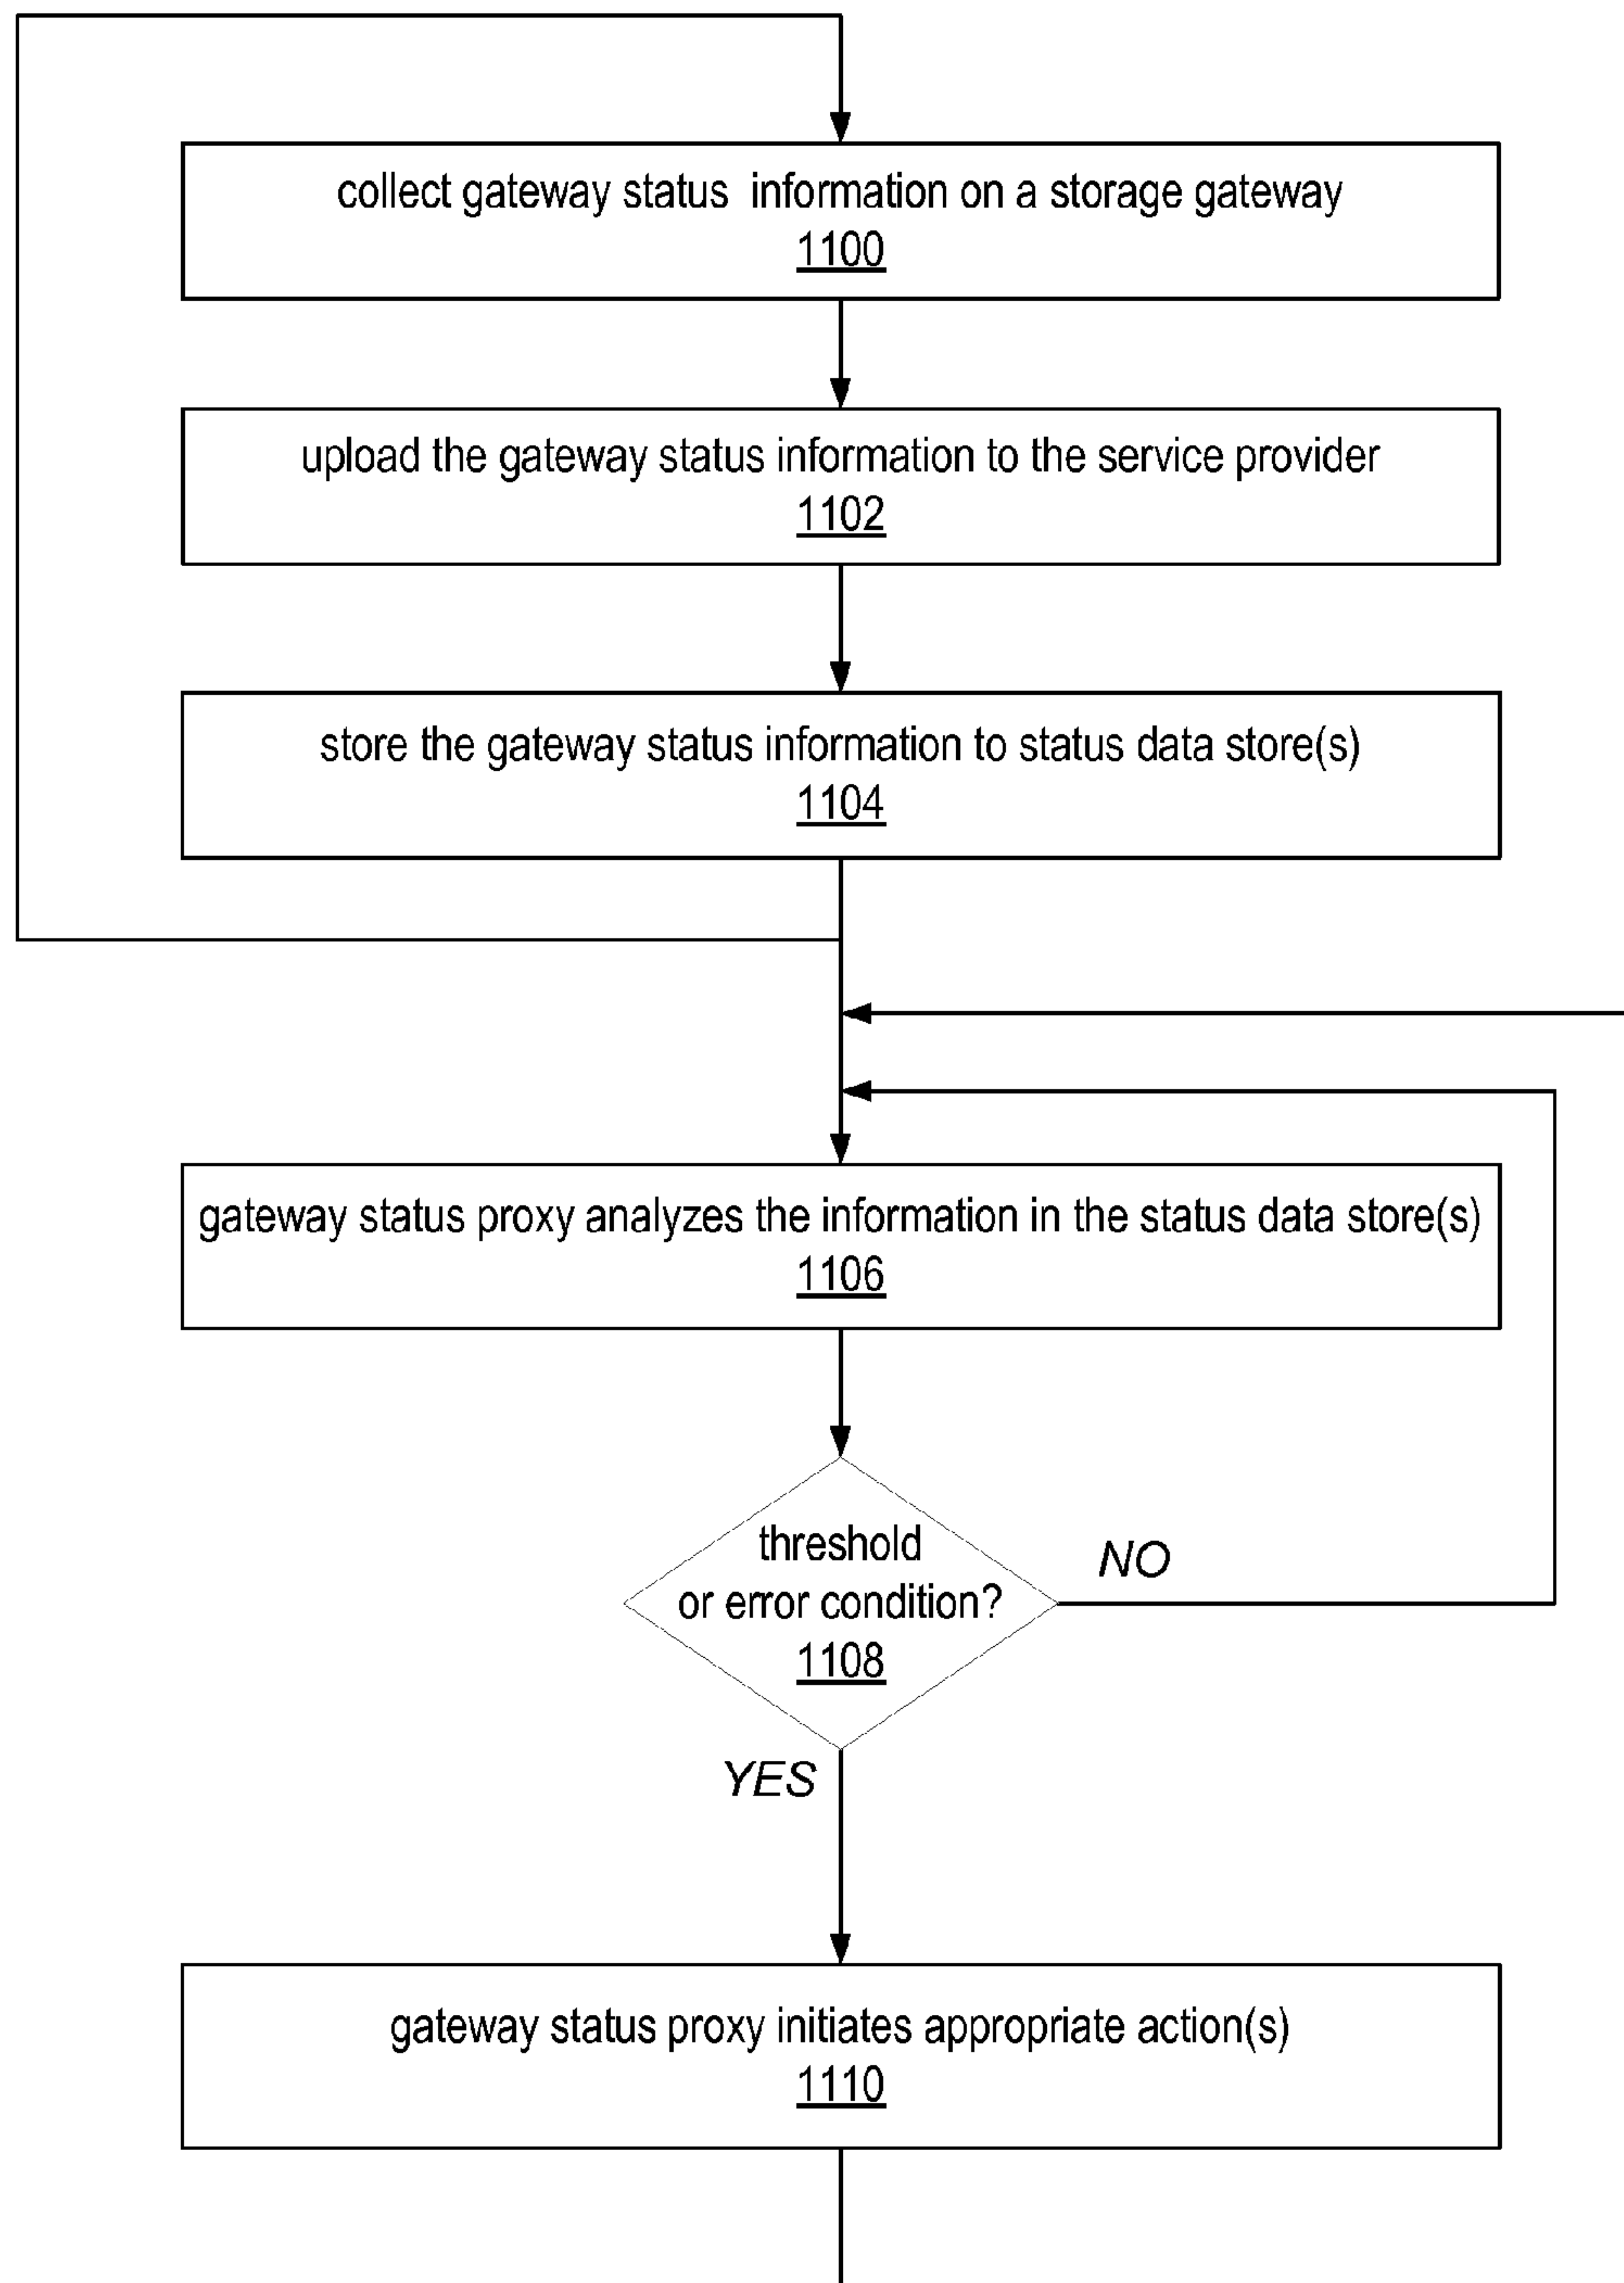 collect gateway status information on a storage gateway
1100
upload the gateway status information to the service provider
1102
store the gateway status information to status data store(s)
1104
gateway status proxy analyzes the information in the status data store(s)
1106
threshold
or error condition?
1108
NO
YES
gateway status proxy initiates appropriate action(s)
1110